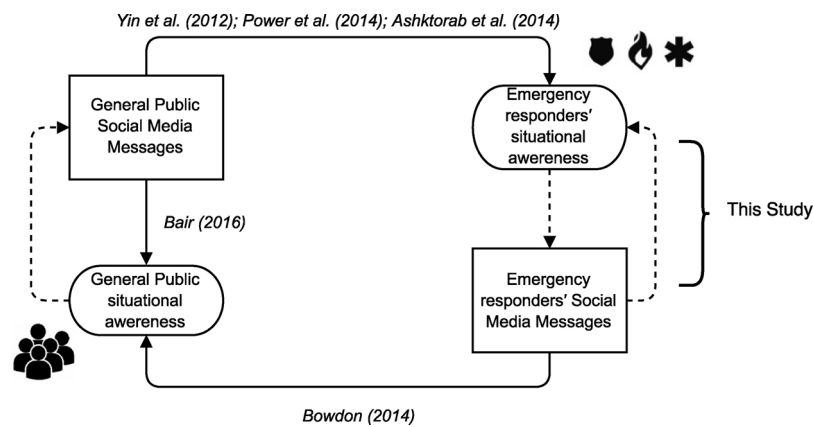 Yin et al. (2012); Power et al. (2014); Ashktorab et al. (2014)
General Public
Social Media
Messages
Emergency
responders'
situational
awereness
This Study
Bair (2016)
General Public
situational
awereness
Emergency
responders' Social
Media Messages
Bowdon (2014)